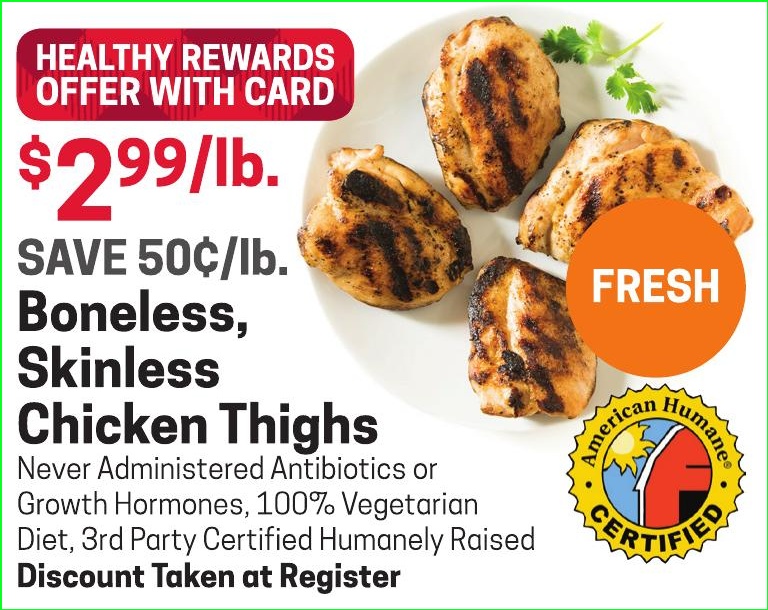 HEALTHY REWARDS
OFFER WITH CARD
$2.99/lb.
SAVE 50¢/lb.
Boneless,
Skinless
Chicken Thighs
Never Administered Antibiotics or
Growth Hormones, 100% Vegetarian
Diet, 3rd Party Certified Humanely Raised
Discount Taken at Register
FRESH
American Humane®
CERTIFIED